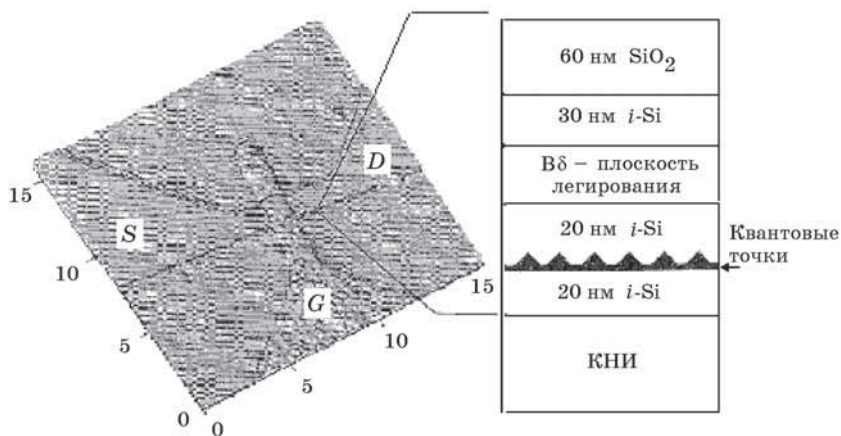 60 нм SiO2
30 нм i-Si
Вδ – плоскость
легирования
20 нм i-Si
Квантовые
точки
20 нм i-Si
КНИ
D
S
G
15
10
5
0
0
5
10
15